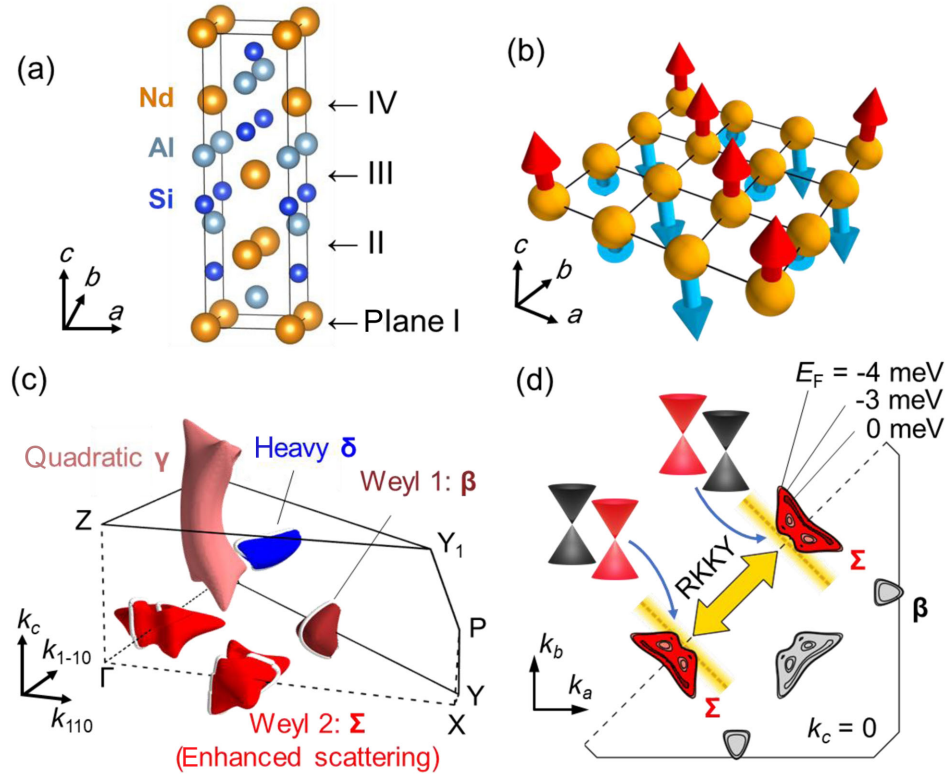 (a)
Nd
Al
Si
← IV
← III
← II
← Plane I
c
b
a
(b)
c
b
a
(c)
Quadratic γ
Heavy δ
Weyl 1: β
Z
Y1
P
Γ
Y
X
kc
k1-10
k110
Weyl 2: Σ
(Enhanced scattering)
(d)
EF = -4 meV
-3 meV
0 meV
RKKY
Σ
β
Σ
kb
ka
kc = 0